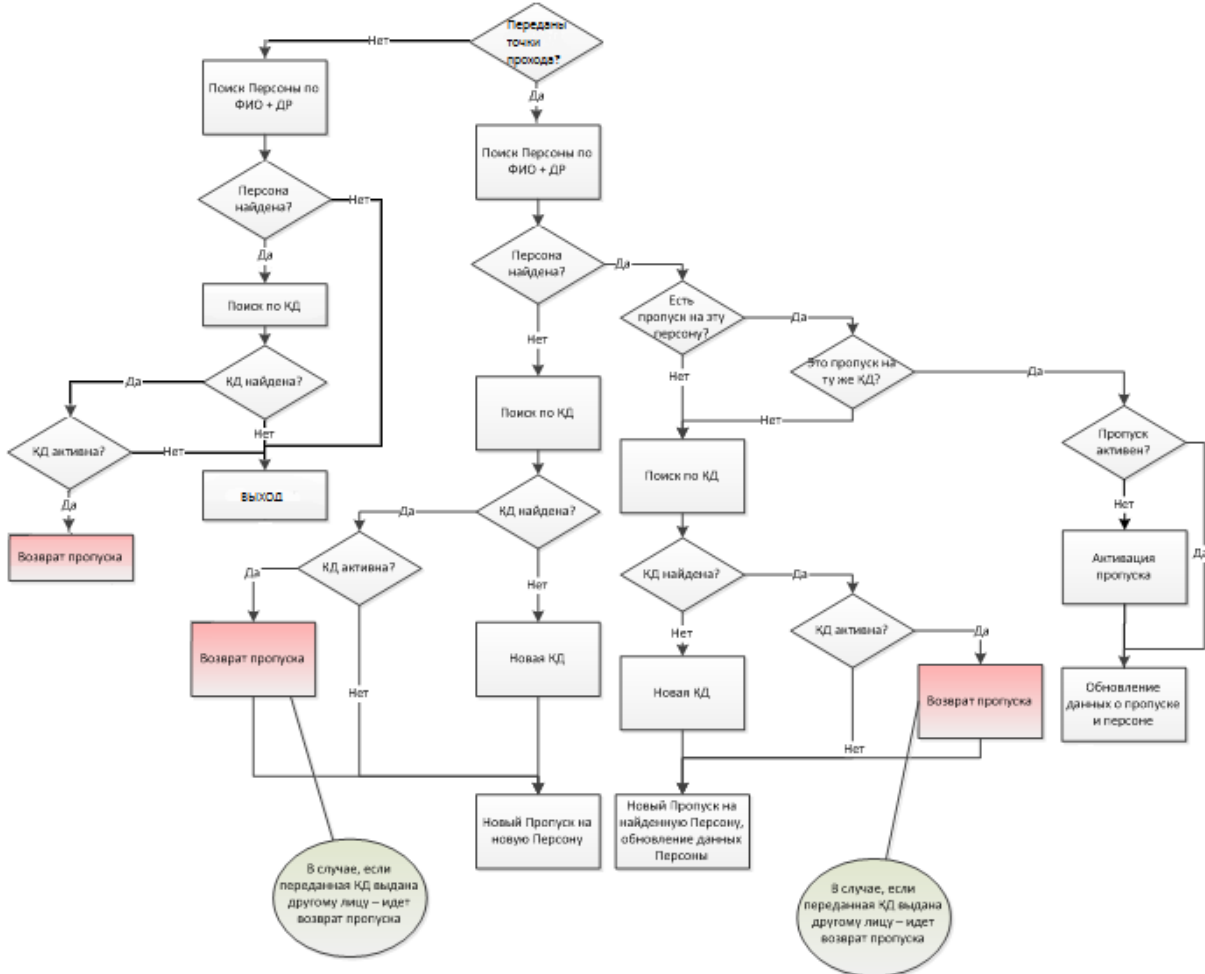 Переданы
точки
прохода?
Нет
Да
Поиск Персоны по
ФИО + ДР
Персона
найдена?
Нет
Да
Поиск по КД
КД найдена?
Да
Нет
КД активна?
Нет
Да
ВЫХОД
Возврат пропуска
Поиск Персоны по
ФИО + ДР
Персона
найдена?
Да
Нет
Поиск по КД
КД найдена?
Да
Нет
КД активна?
Да
Нет
Возврат пропуска
Новая КД
Новый Пропуск на
новую Персону
В случае, если
переданная КД выдана
другому лицу – идет
возврат пропуска
Есть
пропуск на эту
персону?
Да
Нет
Это пропуск на
ту же КД?
Да
Нет
Поиск по КД
КД найдена?
Да
Нет
КД активна?
Да
Нет
Новая КД
Возврат пропуска
Новый Пропуск на
найденную Персону,
обновление данных
Персоны
В случае, если
переданная КД выдана
другому лицу – идет
возврат пропуска
Пропуск
активен?
Нет
Да
Активация
пропуска
Обновление
данных о пропуске
и персоне